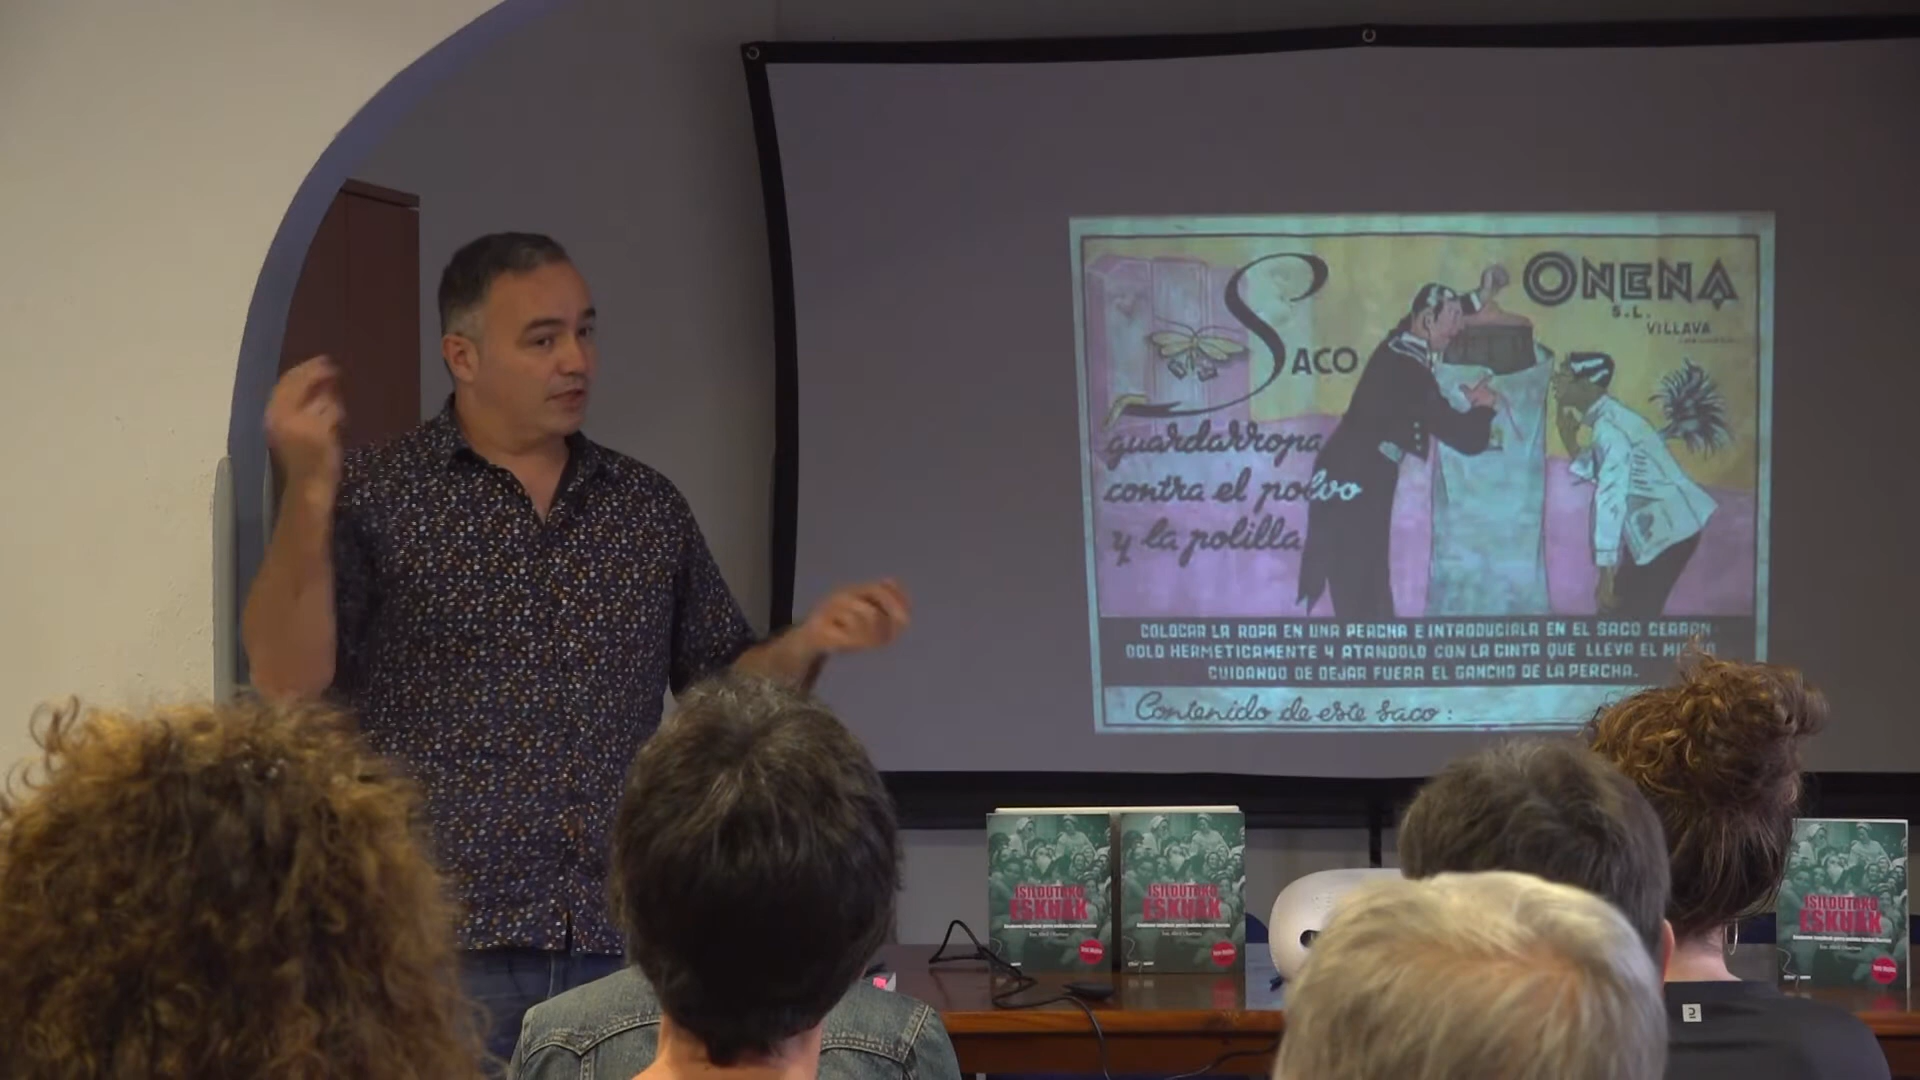 SACO
ONENA
S.L.
VILLAVA
guardarropa
contra el polvo
y la polilla
COLOCAR LA ROPA EN UNA PERCHA E INTRODUCIRLA EN EL SACO CERRAN-
DOLO HERMETICAMENTE Y ATANDOLO CON LA CINTA QUE LLEVA EL MISMO
CUIDANDO DE DEJAR FUERA EL GANCHO DE LA PERCHA.
Contenido de este saco:
ISILDUTAKO
ESKUAK
ISILDUTAKO
ESKUAK
ISILDUTAKO
ESKUAK